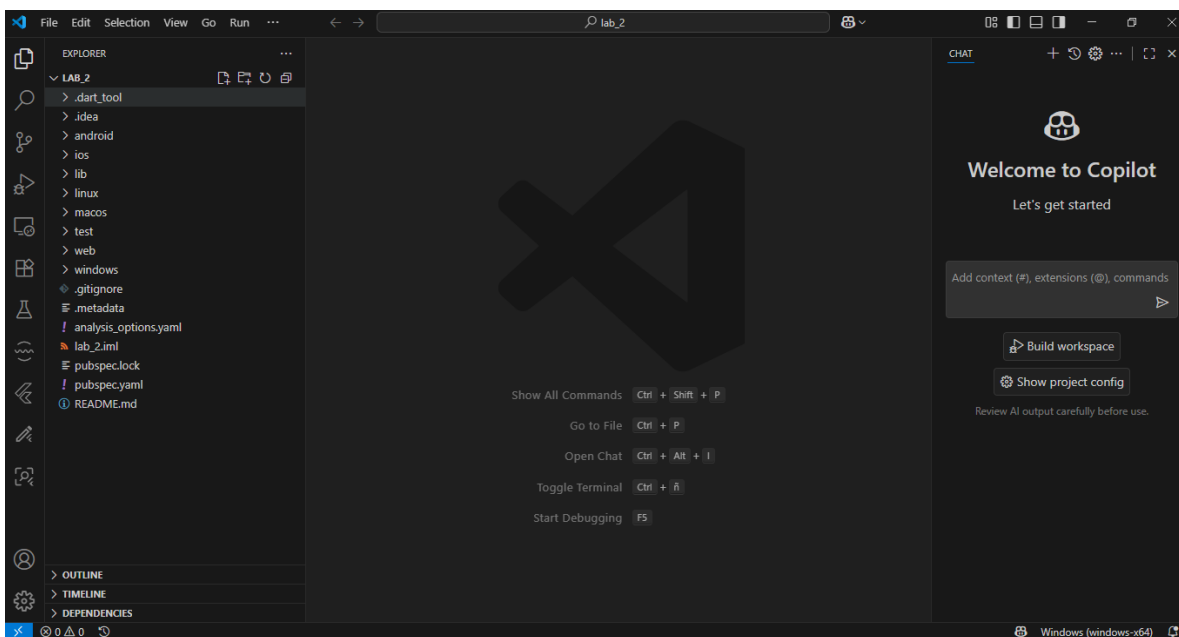 File Edit Selection View Go Run ···
lab_2
EXPLORER ···
LAB_2
.dart_tool
.idea
android
ios
lib
linux
macos
test
web
windows
.gitignore
.metadata
! analysis_options.yaml
lab_2.iml
pubspec.lock
! pubspec.yaml
README.md
OUTLINE
TIMELINE
DEPENDENCIES
Show All Commands Ctrl + Shift + P
Go to File Ctrl + P
Open Chat Ctrl + Alt + I
Toggle Terminal Ctrl + ñ
Start Debugging F5
CHAT
Welcome to Copilot
Let's get started
Add context (#), extensions (@), commands
Build workspace
Show project config
Review AI output carefully before use.
0 0
Windows (windows-x64)